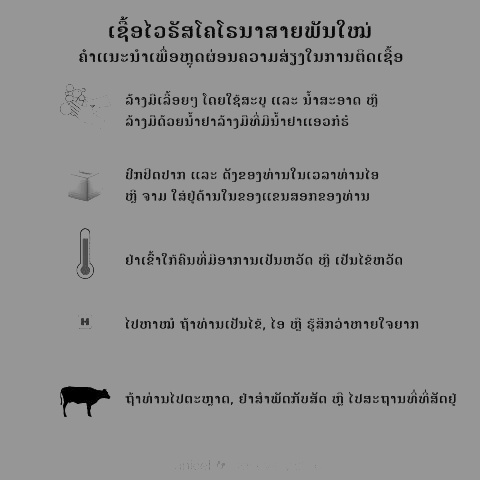 ເຊື້ອໄວຣັສໂຄໂຣນາສາຍພັນໃໝ່
ຄຳແນະນຳເພື່ອຫຼຸດຜ່ອນຄວາມສ່ຽງໃນການຕິດເຊື້ອ
ລ້າງມືເລື້ອຍໆ ໂດຍໃຊ້ສະບູ ແລະ ນ້ຳສະອາດ ຫຼື
ລ້າງມືດ້ວຍນ້ຳຢາລ້າງມືທີ່ມີນ້ຳຢາແອວກໍຮໍ
ປົກປິດປາກ ແລະ ດັງຂອງທ່ານໃນເວລາທ່ານໄອ
ຫຼື ຈາມ ໃສ່ຢູ່ດ້ານໃນຂອງແຂນສອກຂອງທ່ານ
ຢ່າເຂົ້າໃກ້ຄົນທີ່ມີອາການເປັນຫວັດ ຫຼື ເປັນໄຂ້ຫວັດ
ໄປຫາໝໍ ຖ້າທ່ານເປັນໄຂ້, ໄອ ຫຼື ຮູ້ສຶກວ່າຫາຍໃຈຍາກ
H
ຖ້າທ່ານໄປຕະຫຼາດ, ຢ່າສຳພັດກັບສັດ ຫຼື ໄປສະຖານທີ່ທີ່ສັດຢູ່